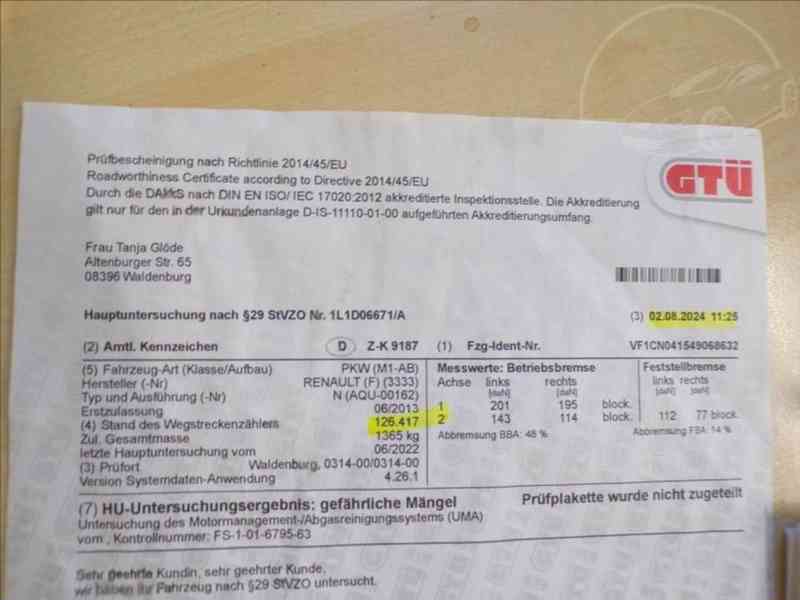 GTÜ
Prüfbescheinigung nach Richtlinie 2014/45/EU
Roadworthiness Certificate according to Directive 2014/45/EU
Durch die DAkkS nach DIN EN ISO/ IEC 17020:2012 akkreditierte Inspektionsstelle. Die Akkreditierung
gilt nur für den in der Urkundenanlage D-IS-11110-01-00 aufgeführten Akkreditierungsumfang.
Frau Tanja Glöde
Altenburger Str. 65
08396 Waldenburg
Hauptuntersuchung nach §29 StVZO Nr. 1L1D06671/A (3) 02.08.2024 11:25
(2) Amtl. Kennzeichen D Z-K 9187 (1) Fzg-Ident-Nr. VF1CN041549068632
(5) Fahrzeug-Art (Klasse/Aufbau) PKW (M1-AB)
Hersteller (-Nr) RENAULT (F) (3333)
Typ und Ausführung (-Nr) N (AQU-00162)
Erstzulassung 06/2013
(4) Stand des Wegstreckenzählers 126.417
Zul. Gesamtmasse 1365 kg
letzte Hauptuntersuchung vom 06/2022
(3) Prüfort Waldenburg, 0314-00/0314-00
Version Systemdaten-Anwendung 4.26.1
Messwerte: Betriebsbremse
Achse links rechts
[daN] [daN]
1 201 195 block.
2 143 114 block.
Abbremsung BBA: 48 %
Feststellbremse
links rechts
[daN] [daN]
112 77 block.
Abbremsung FBA: 14 %
(7) HU-Untersuchungsergebnis: gefährliche Mängel Prüfplakette wurde nicht zugeteilt
Untersuchung des Motormanagement-/Abgasreinigungssystems (UMA)
vom , Kontrollnummer: FS-1-01-6795-63
Sehr geehrte Kundin, sehr geehrter Kunde,
wir haben Ihr Fahrzeug nach §29 StVZO untersucht.